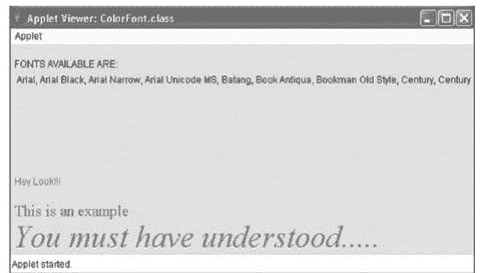 Applet Viewer: ColorFont.class
Applet
FONTS AVAILABLE ARE:
Arial, Arial Black, Arial Narrow, Arial Unicode MS, Batang, Book Antiqua, Bookman Old Style, Century, Century
Hey Look!!!
This is an example
You must have understood.....
Applet started.